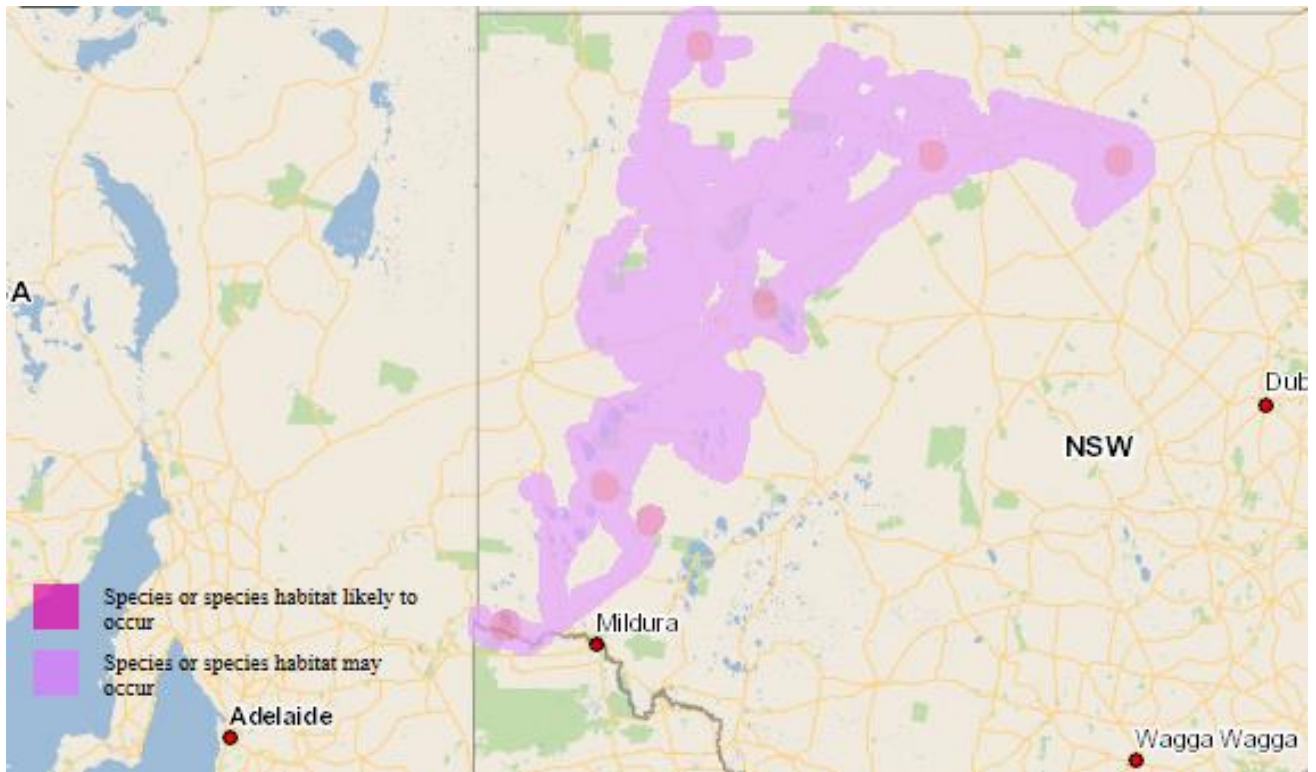 A
Dub
NSW
Species or species habitat likely to
occur
Mildura
Species or species habitat may
occur
Adelaide
Wagga Wagga